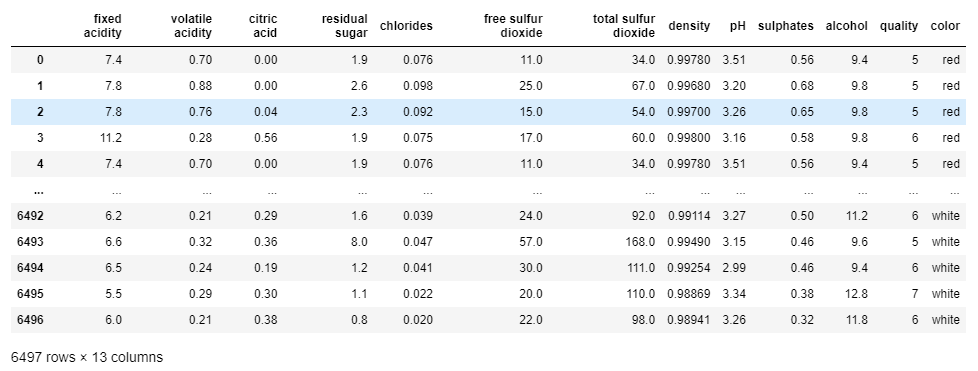 fixed acidity volatile acidity citric acid residual sugar chlorides free sulfur dioxide total sulfur dioxide density pH sulphates alcohol quality color
0 7.4 0.70 0.00 1.9 0.076 11.0 34.0 0.99780 3.51 0.56 9.4 5 red
1 7.8 0.88 0.00 2.6 0.098 25.0 67.0 0.99680 3.20 0.68 9.8 5 red
2 7.8 0.76 0.04 2.3 0.092 15.0 54.0 0.99700 3.26 0.65 9.8 5 red
3 11.2 0.28 0.56 1.9 0.075 17.0 60.0 0.99800 3.16 0.58 9.8 6 red
4 7.4 0.70 0.00 1.9 0.076 11.0 34.0 0.99780 3.51 0.56 9.4 5 red
... ... ... ... ... ... ... ... ... ... ... ... ... ...
6492 6.2 0.21 0.29 1.6 0.039 24.0 92.0 0.99114 3.27 0.50 11.2 6 white
6493 6.6 0.32 0.36 8.0 0.047 57.0 168.0 0.99490 3.15 0.46 9.6 5 white
6494 6.5 0.24 0.19 1.2 0.041 30.0 111.0 0.99254 2.99 0.46 9.4 6 white
6495 5.5 0.29 0.30 1.1 0.022 20.0 110.0 0.98869 3.34 0.38 12.8 7 white
6496 6.0 0.21 0.38 0.8 0.020 22.0 98.0 0.98941 3.26 0.32 11.8 6 white
6497 rows × 13 columns